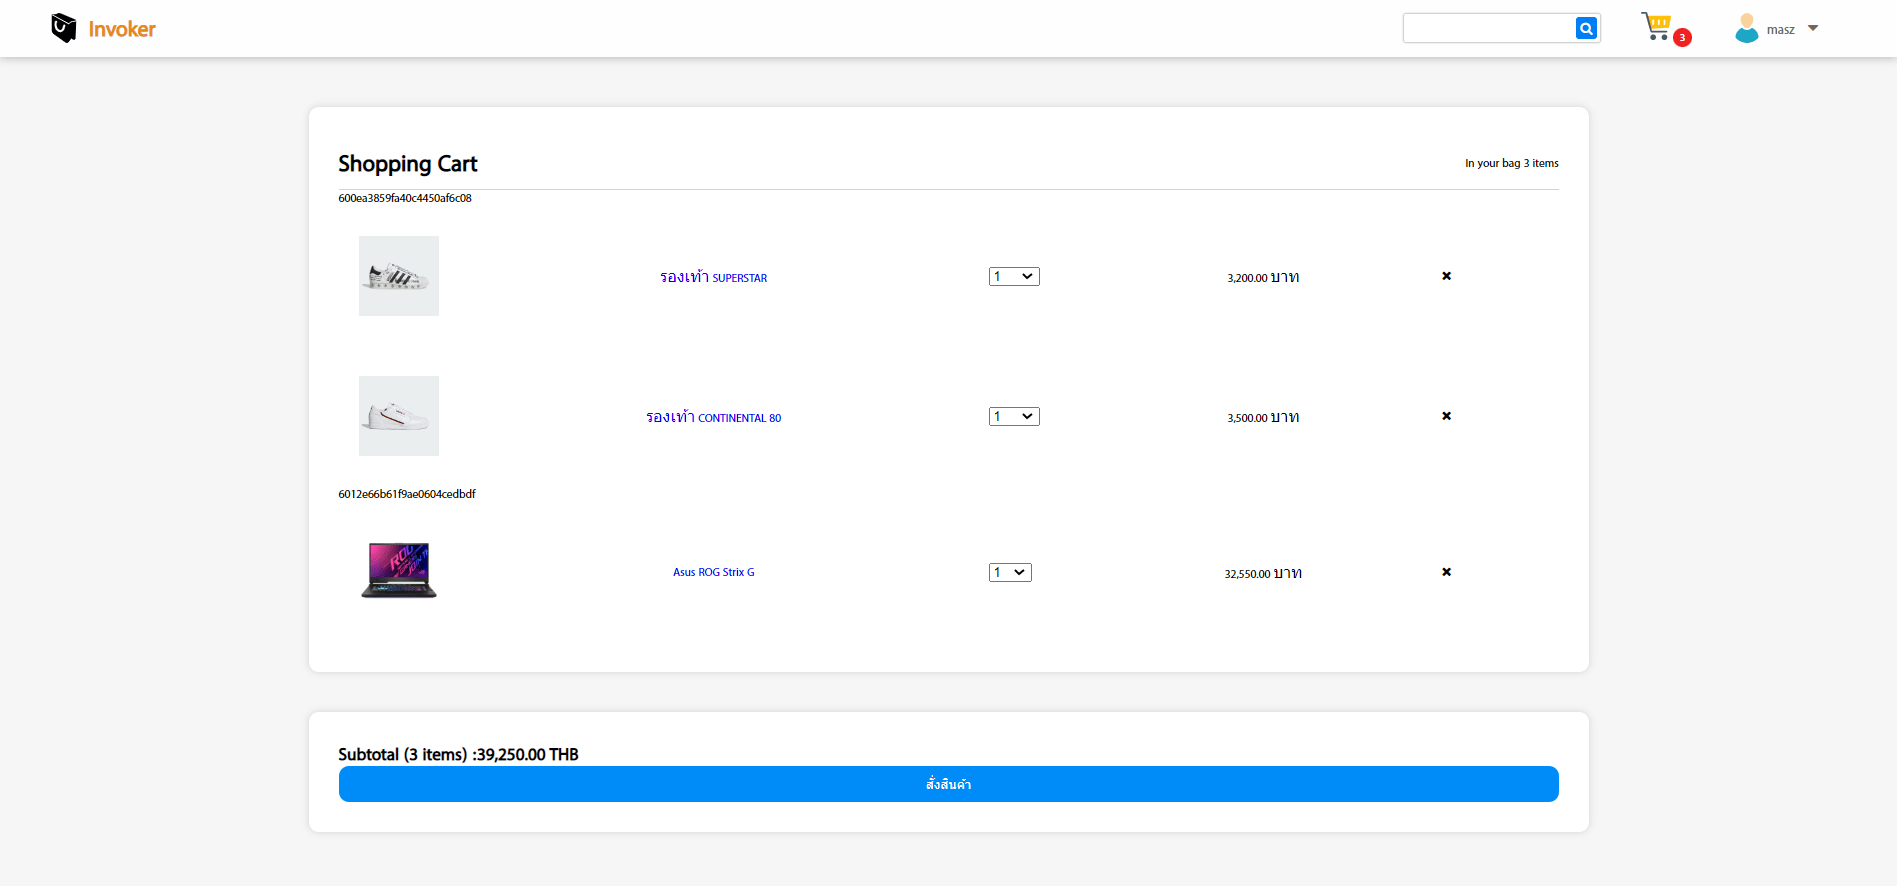 Invoker
3
masz
Shopping Cart
In your bag 3 items
600ea3859fa40c4450af6c08
รองเท้า SUPERSTAR
1
3,200.00 บาท
รองเท้า CONTINENTAL 80
1
3,500.00 บาท
6012e66b61f9ae0604cedbdf
Asus ROG Strix G
1
32,550.00 บาท
Subtotal (3 items) :39,250.00 THB
สั่งสินค้า